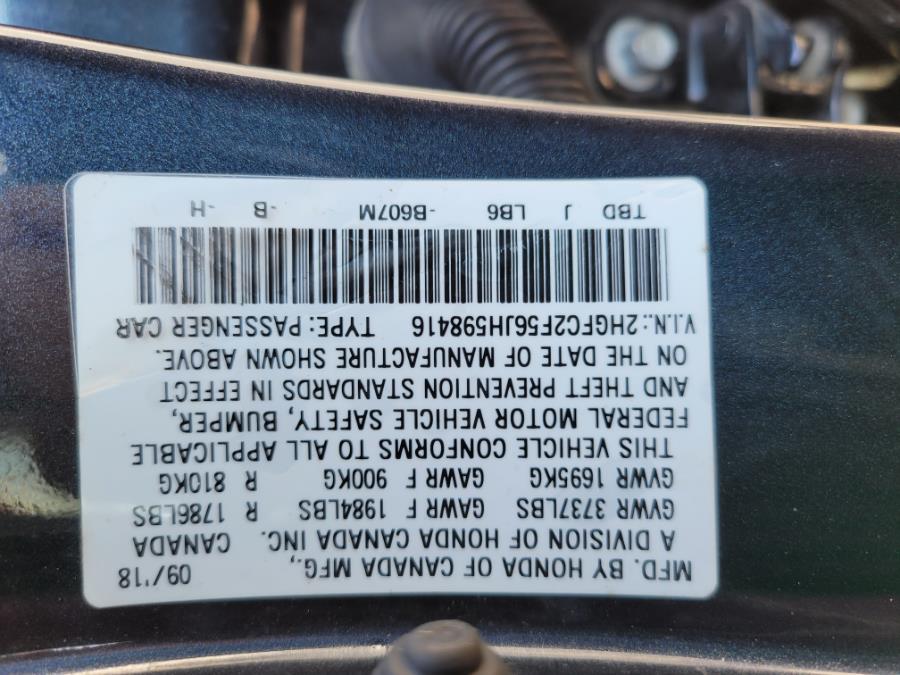 MFD. BY HONDA OF CANADA MFG., 09/'18
A DIVISION OF HONDA CANADA INC. CANADA
GVWR 3737LBS GAWR F 1984LBS R 1786LBS
GVWR 1695KG GAWR F 900KG R 810KG
THIS VEHICLE CONFORMS TO ALL APPLICABLE
FEDERAL MOTOR VEHICLE SAFETY, BUMPER,
AND THEFT PREVENTION STANDARDS IN EFFECT
ON THE DATE OF MANUFACTURE SHOWN ABOVE.
V.I.N.:2HGFC2F56JH598416 TYPE:PASSENGER CAR
TBD J LB6 -B607M -B -H